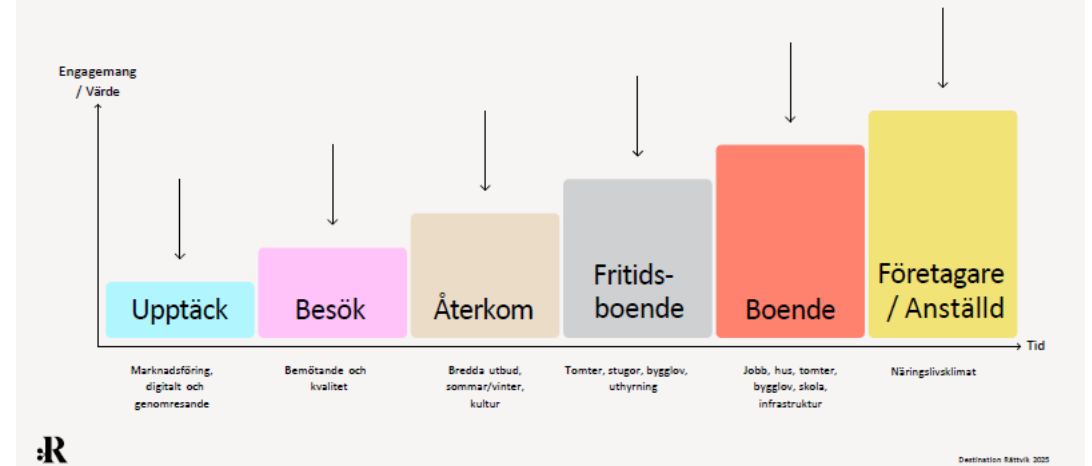 Engagemang
/ Värde
Upptäck
Besök
Återkom
Fritids-
boende
Boende
Företagare
/ Anställd
Tid
Marknadsföring,
digitalt och
genomresande
Bemötande och
kvalitet
Bredda utbud,
sommar/vinter,
kultur
Tomter, stugor, bygglov,
uthyrning
Jobb, hus, tomter,
bygglov, skola,
infrastruktur
Näringslivsklimat
:R
Destination Rättvik 2025